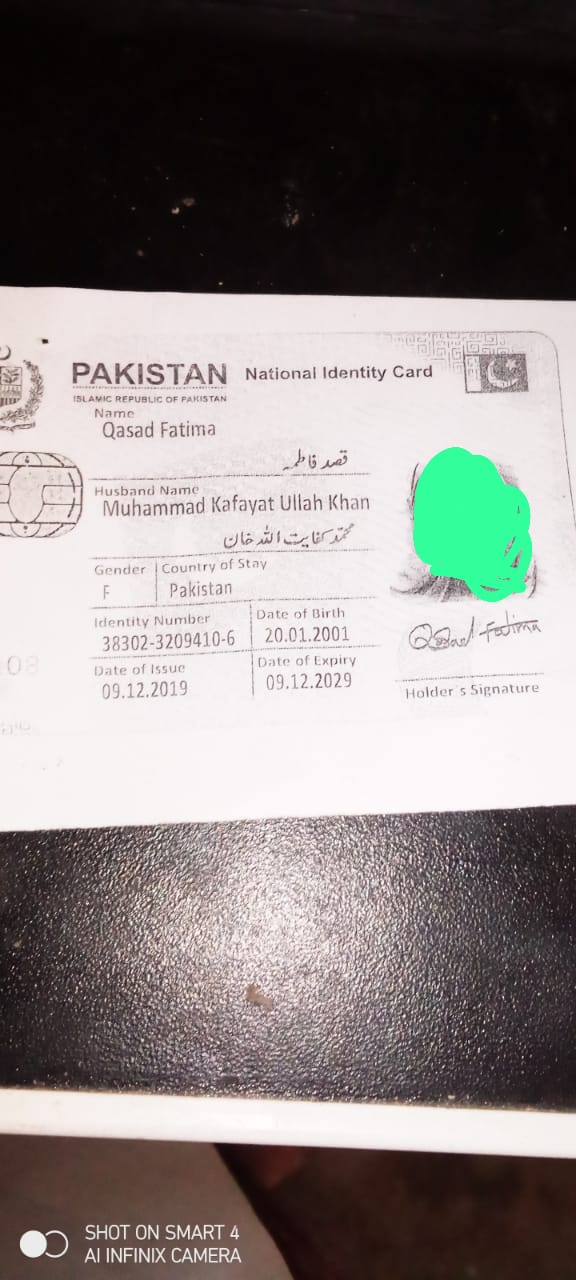 PAKISTAN National Identity Card
ISLAMIC REPUBLIC OF PAKISTAN
Name
Qasad Fatima
قصد فاطمہ
Husband Name
Muhammad Kafayat Ullah Khan
محمد کفایت اللہ خان
Gender Country of Stay
F Pakistan
Identity Number Date of Birth
38302-3209410-6 20.01.2001
Date of Issue Date of Expiry
09.12.2019 09.12.2029
Qasad Fatima
Holder's Signature
08
SHOT ON SMART 4
AI INFINIX CAMERA